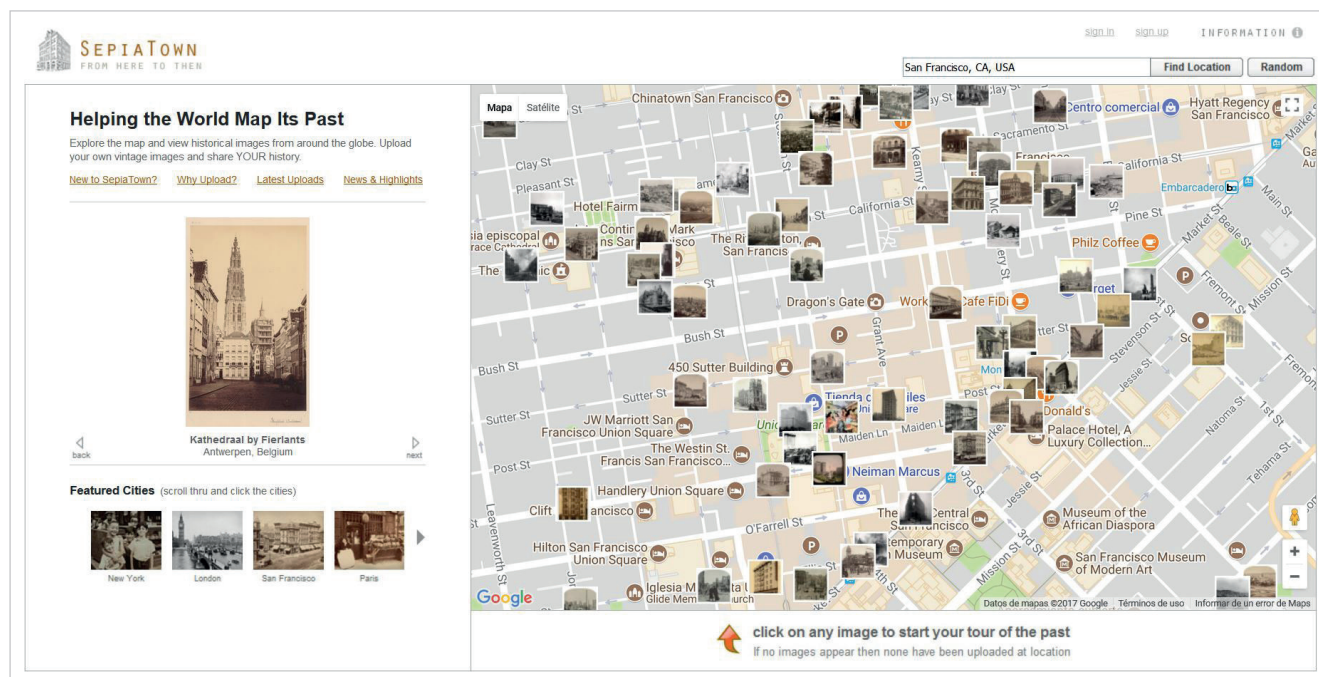 SEPIATOWN
FROM HERE TO THEN
sign in sign up INFORMATION
San Francisco, CA, USA Find Location Random
Helping the World Map Its Past
Explore the map and view historical images from around the globe. Upload
your own vintage images and share YOUR history.
New to SepiaTown? Why Upload? Latest Uploads News & Highlights
Kathedraal by Fierlants
Antwerpen, Belgium
back
next
Featured Cities (scroll thru and click the cities)
New York London San Francisco Paris
Mapa Satélite
Chinatown San Francisco
Clay St
Pleasant St
Hotel Fairm
Centro comercial
Hyatt Regency
San Francisco
Sacramento St
California St
California St
Embarcadero
Pine St
Market St
Beale St
Main St
Philz Coffee
Fremont St
Mission St
Kearny
San Francis
Dragon's Gate
Work
Cafe FiDi
Grant Ave
Bush St
Bush St
450 Sutter Building
Sutter St
Sutter St
JW Marriott San
Francisco Union Square
The Westin St.
Francis San Francisco...
Post St
Maiden Ln
Maiden L
Neiman Marcus
Handlery Union Square
Clift
ancisco
O'Farrell St
Leavenworth St
Hilton San Francisco
Union Square
Iglesia M
Glide Mem
urch
Stevenson St
Jessie St
Natoma St
1st St
Tehama St
Donald's
Palace Hotel, A
Luxury Collection...
3rd St
Jessie St
Museum of the
African Diaspora
Central
Museum
Mission St
3rd St
4th St
San Francisco Museum
of Modern Art
Google
Datos de mapas ©2017 Google Términos de uso Informar de un error de Maps
click on any image to start your tour of the past
If no images appear then none have been uploaded at location